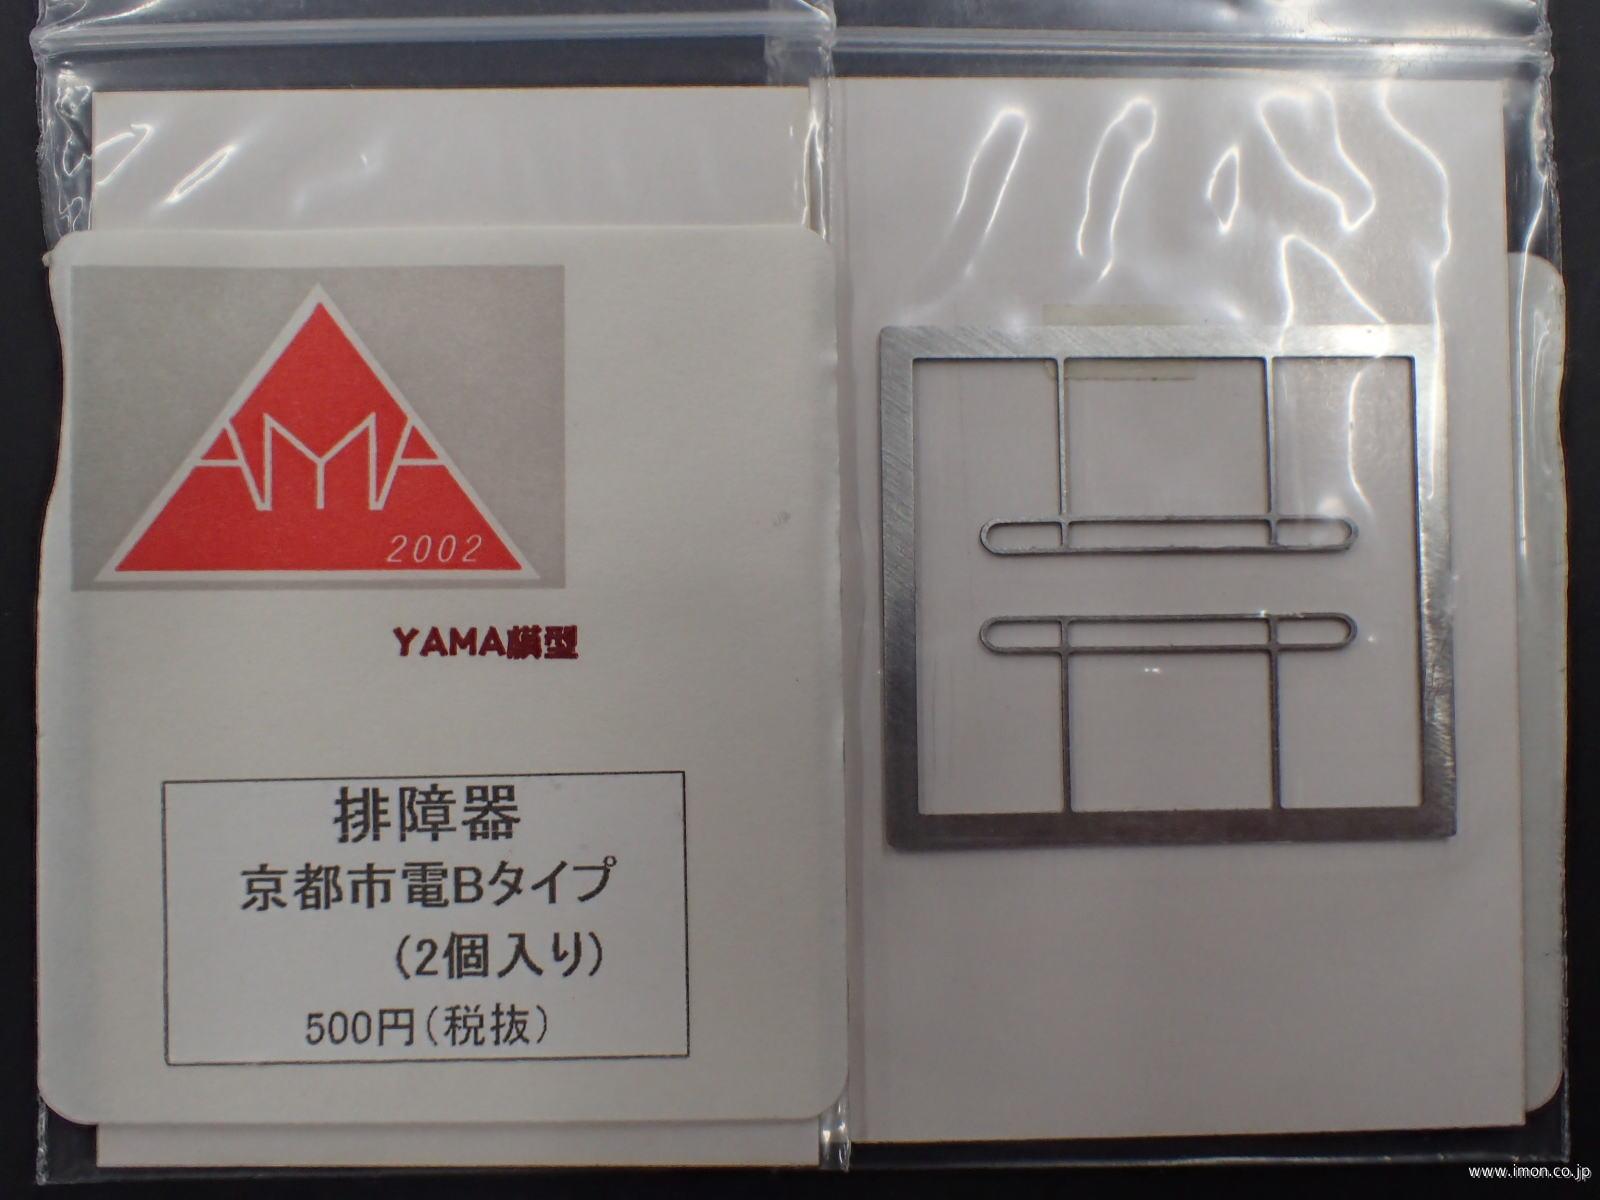 YAMA
2002
YAMA模型
排障器
京都市電Bタイプ
(2個入り)
500円(税抜)
www.imon.co.jp